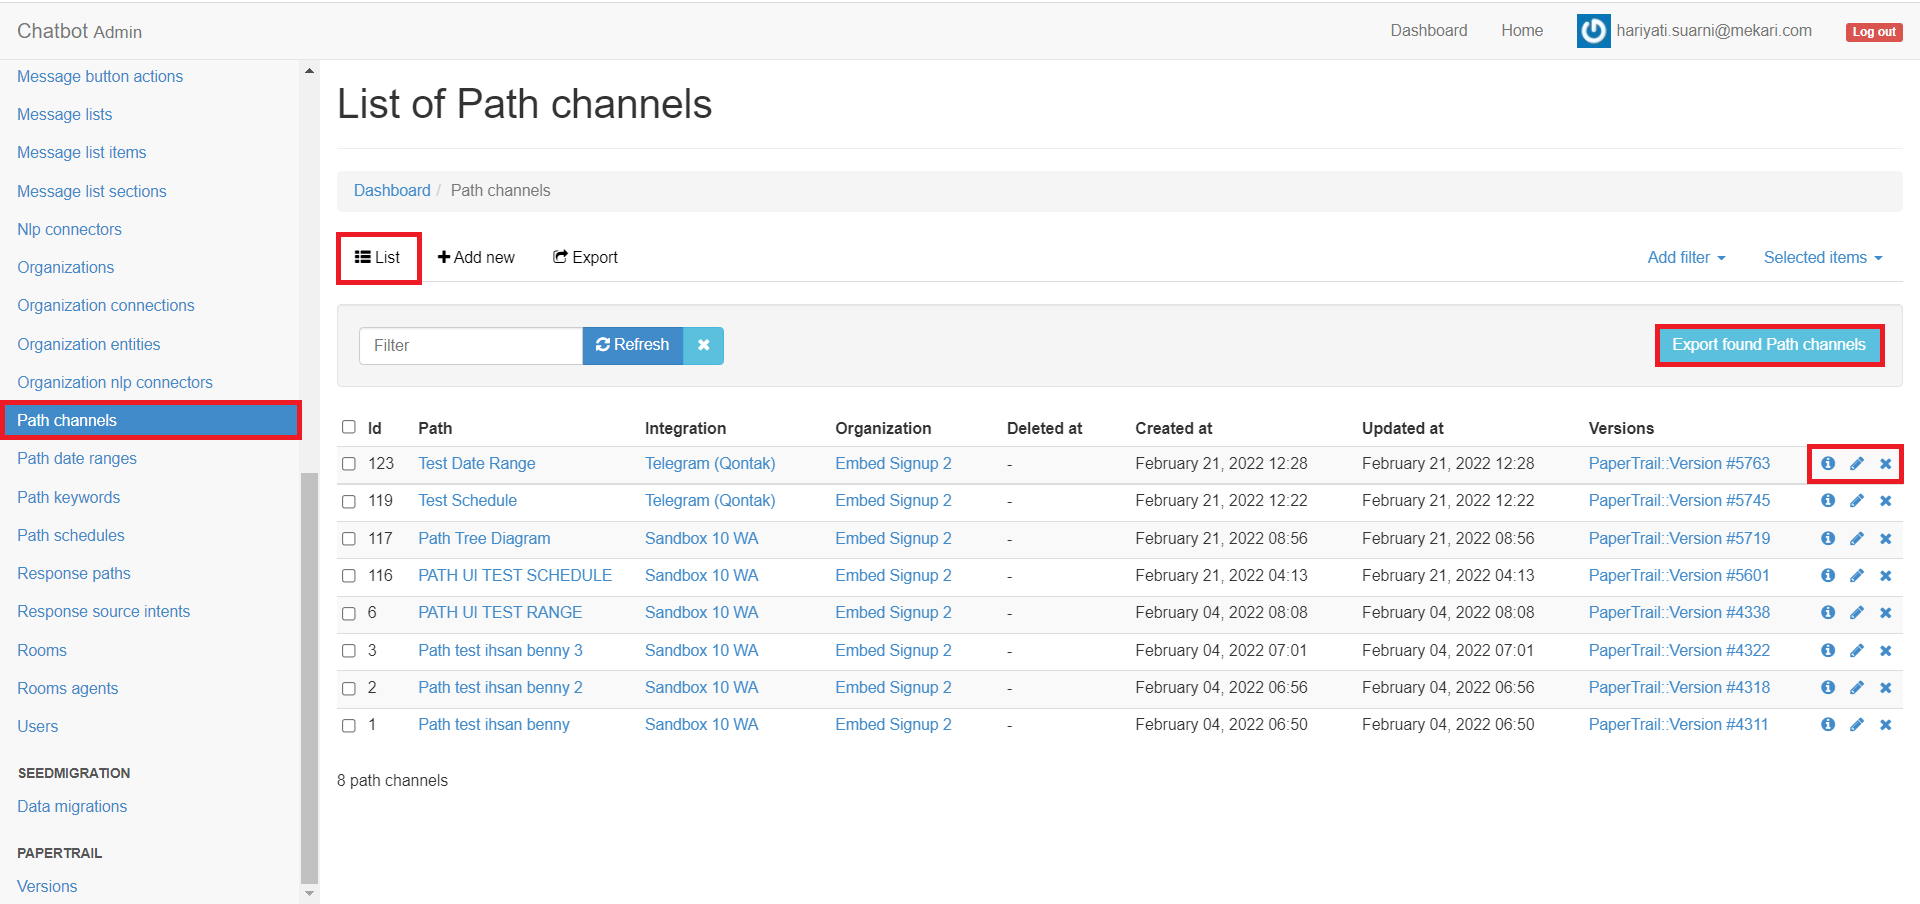 Chatbot Admin
Dashboard Home hariyati.suarni@mekari.com Log out
Message button actions
Message lists
Message list items
Message list sections
Nlp connectors
Organizations
Organization connections
Organization entities
Organization nlp connectors
Path channels
Path date ranges
Path keywords
Path schedules
Response paths
Response source intents
Rooms
Rooms agents
Users
SEEDMIGRATION
Data migrations
PAPERTRAIL
Versions
List of Path channels
Dashboard / Path channels
List Add new Export Add filter Selected items
Filter Refresh Export found Path channels
Id Path Integration Organization Deleted at Created at Updated at Versions
123 Test Date Range Telegram (Qontak) Embed Signup 2 - February 21, 2022 12:28 February 21, 2022 12:28 PaperTrail::Version #5763
119 Test Schedule Telegram (Qontak) Embed Signup 2 - February 21, 2022 12:22 February 21, 2022 12:22 PaperTrail::Version #5745
117 Path Tree Diagram Sandbox 10 WA Embed Signup 2 - February 21, 2022 08:56 February 21, 2022 08:56 PaperTrail::Version #5719
116 PATH UI TEST SCHEDULE Sandbox 10 WA Embed Signup 2 - February 21, 2022 04:13 February 21, 2022 04:13 PaperTrail::Version #5601
6 PATH UI TEST RANGE Sandbox 10 WA Embed Signup 2 - February 04, 2022 08:08 February 04, 2022 08:08 PaperTrail::Version #4338
3 Path test ihsan benny 3 Sandbox 10 WA Embed Signup 2 - February 04, 2022 07:01 February 04, 2022 07:01 PaperTrail::Version #4322
2 Path test ihsan benny 2 Sandbox 10 WA Embed Signup 2 - February 04, 2022 06:56 February 04, 2022 06:56 PaperTrail::Version #4318
1 Path test ihsan benny Sandbox 10 WA Embed Signup 2 - February 04, 2022 06:50 February 04, 2022 06:50 PaperTrail::Version #4311
8 path channels